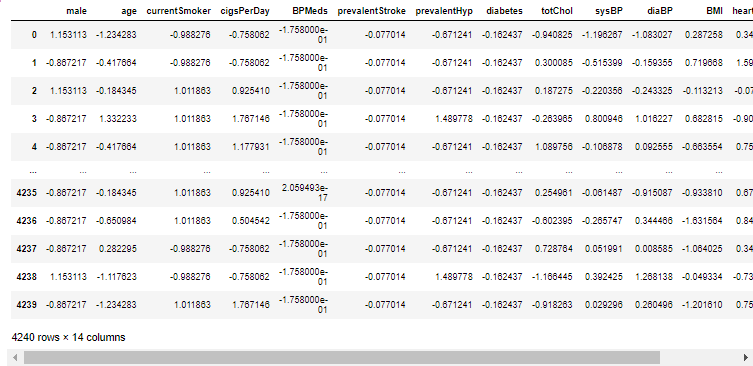 male age currentSmoker cigsPerDay BPMeds prevalentStroke prevalentHyp diabetes totChol sysBP diaBP BMI heart
0 1.153113 -1.234283 -0.988276 -0.758062 -1.758000e-01 -0.077014 -0.671241 -0.162437 -0.940825 -1.196267 -1.083027 0.287258 0.34
1 -0.867217 -0.417664 -0.988276 -0.758062 -1.758000e-01 -0.077014 -0.671241 -0.162437 0.300085 -0.515399 -0.159355 0.719668 1.59
2 1.153113 -0.184345 1.011863 0.925410 -1.758000e-01 -0.077014 -0.671241 -0.162437 0.187275 -0.220356 -0.243325 -0.113213 -0.07
3 -0.867217 1.332233 1.011863 1.767146 -1.758000e-01 -0.077014 1.489778 -0.162437 -0.263965 0.800946 1.016227 0.682815 -0.90
4 -0.867217 -0.417664 1.011863 1.177931 -1.758000e-01 -0.077014 -0.671241 -0.162437 1.089756 -0.106878 0.092555 -0.663554 0.75
... ... ... ... ... ... ... ... ... ... ... ... ... ...
4235 -0.867217 -0.184345 1.011863 0.925410 2.059493e-17 -0.077014 -0.671241 -0.162437 0.254961 -0.061487 -0.915087 -0.933810 0.67
4236 -0.867217 -0.650984 1.011863 0.504542 -1.758000e-01 -0.077014 -0.671241 -0.162437 -0.602395 -0.265747 0.344466 -1.631564 0.84
4237 -0.867217 0.282295 -0.988276 -0.758062 -1.758000e-01 -0.077014 -0.671241 -0.162437 0.728764 0.051991 0.008585 -1.064025 0.34
4238 1.153113 -1.117623 -0.988276 -0.758062 -1.758000e-01 -0.077014 1.489778 -0.162437 -1.166445 0.392425 1.268138 -0.049334 -0.73
4239 -0.867217 -1.234283 1.011863 1.767146 -1.758000e-01 -0.077014 -0.671241 -0.162437 -0.918263 0.029296 0.260496 -1.201610 0.75
4240 rows × 14 columns